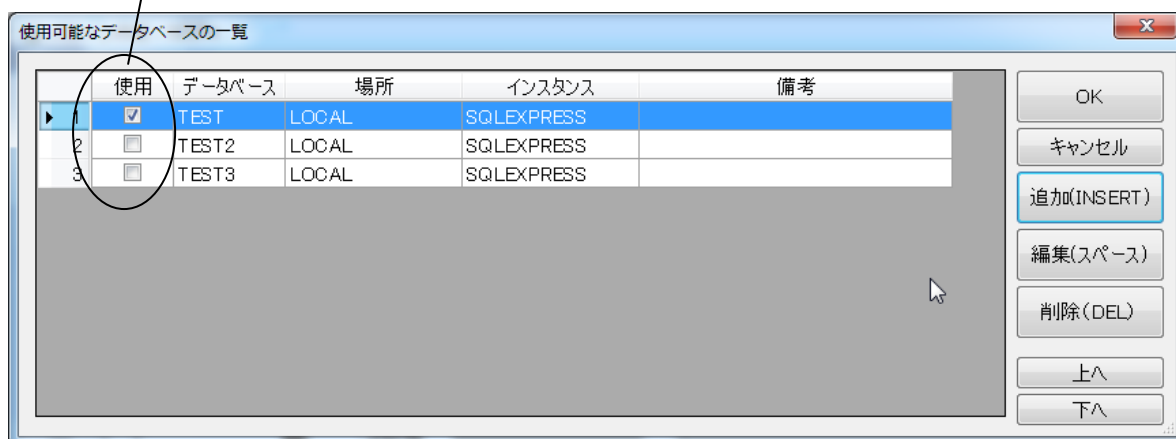 使用可能なデータベースの一覧
使用 データベース 場所 インスタンス 備考
1 TEST LOCAL SQLEXPRESS
2 TEST2 LOCAL SQLEXPRESS
3 TEST3 LOCAL SQLEXPRESS
OK
キャンセル
追加(INSERT)
編集(スペース)
削除(DEL)
上へ
下へ